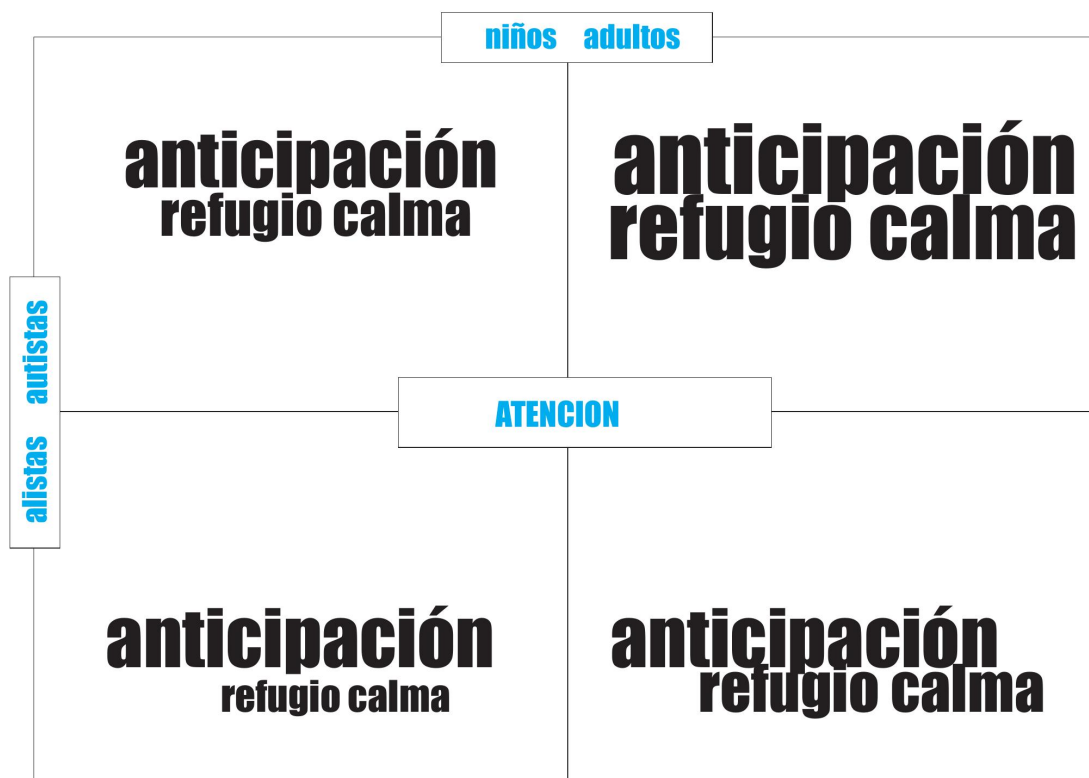 niños adultos
anticipación
refugio calma
anticipación
refugio calma
alistas autistas
ATENCION
anticipación
refugio calma
anticipación
refugio calma